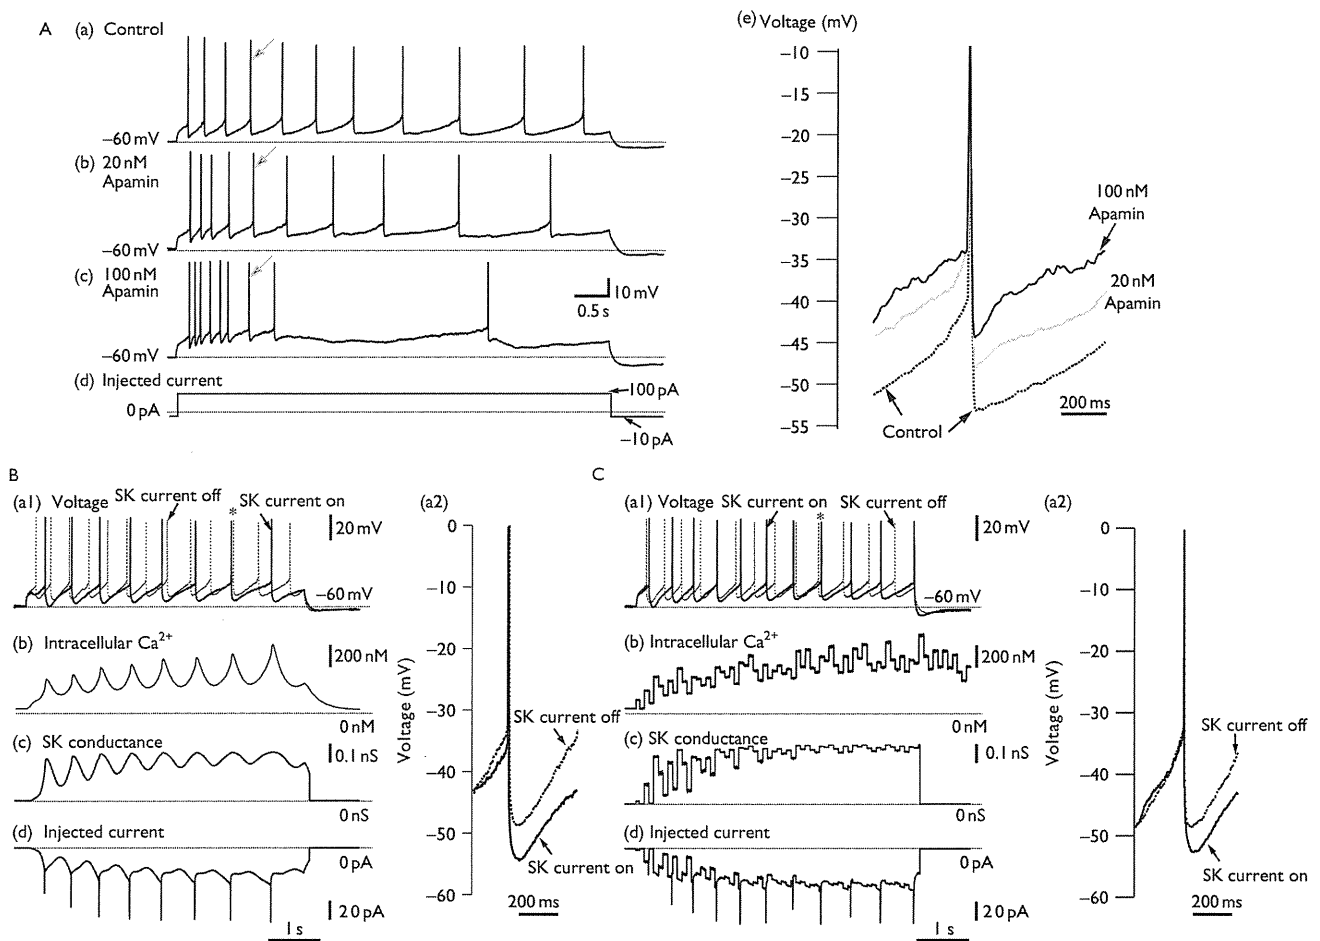 A (a) Control
−60 mV
(b) 20 nM
Apamin
−60 mV
(c) 100 nM
Apamin
10 mV
0.5 s
−60 mV
(d) Injected current
100 pA
0 pA
−10 pA
(e) Voltage (mV)
−10
−15
−20
−25
−30
−35
−40
−45
−50
−55
100 nM
Apamin
20 nM
Apamin
200 ms
Control
B
(a1) Voltage SK current off
* SK current on
20 mV
−60 mV
(b) Intracellular Ca2+
200 nM
0 nM
(c) SK conductance
0.1 nS
0 nS
(d) Injected current
0 pA
20 pA
1 s
(a2)
Voltage (mV)
0
−10
−20
−30
−40
−50
−60
SK current off
SK current on
200 ms
C
(a1) Voltage SK current on SK current off
*
20 mV
−60 mV
(b) Intracellular Ca2+
200 nM
0 nM
(c) SK conductance
0.1 nS
0 nS
(d) Injected current
0 pA
20 pA
1 s
(a2)
Voltage (mV)
0
−10
−20
−30
−40
−50
−60
SK current off
SK current on
200 ms